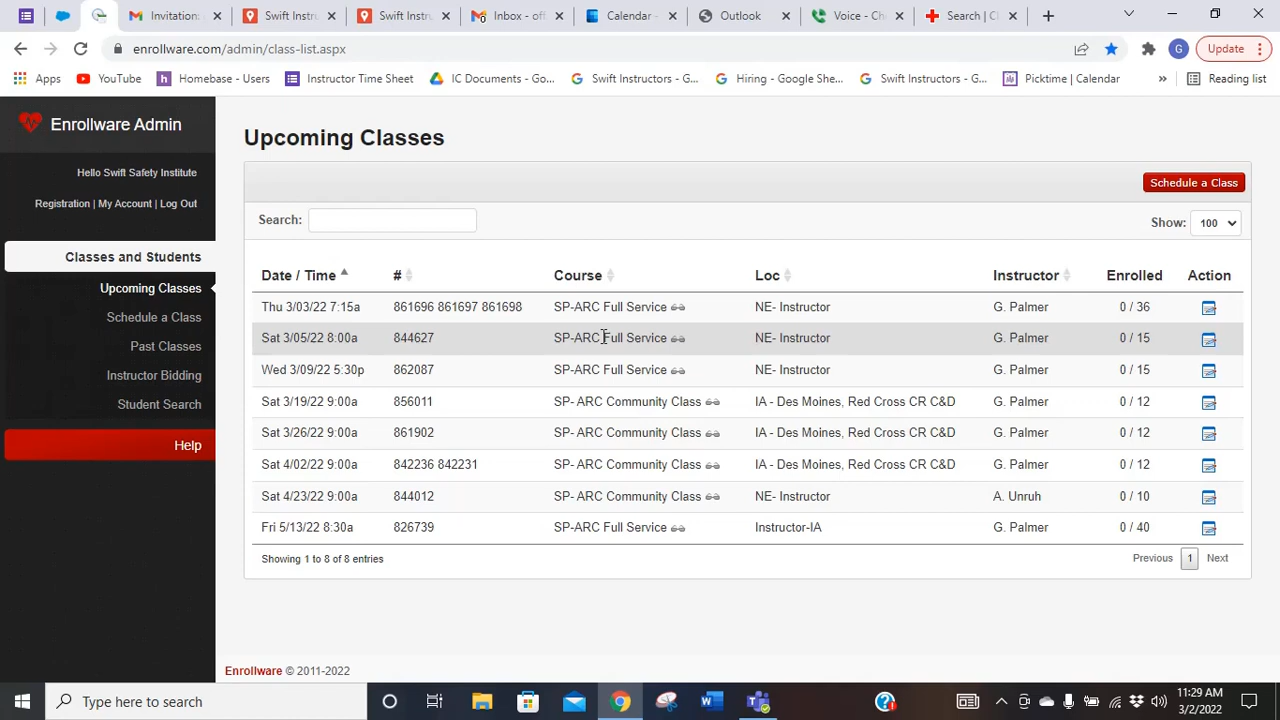 Invitation:
Swift Instru
Swift Instru
Inbox - off
Calendar -
Outlook
Voice - Ch
Search | Cl
enrollware.com/admin/class-list.aspx
G
Update
Apps
YouTube
Homebase - Users
Instructor Time Sheet
IC Documents - Go...
Swift Instructors - G...
Hiring - Google She...
Swift Instructors - G...
Picktime | Calendar
»
Reading list
Enrollware Admin
Hello Swift Safety Institute
Registration | My Account | Log Out
Classes and Students
Upcoming Classes
Schedule a Class
Past Classes
Instructor Bidding
Student Search
Help
Upcoming Classes
Schedule a Class
Search:
Show: 100
Date / Time # Course Loc Instructor Enrolled Action
Thu 3/03/22 7:15a 861696 861697 861698 SP-ARC Full Service NE- Instructor G. Palmer 0 / 36
Sat 3/05/22 8:00a 844627 SP-ARC Full Service NE- Instructor G. Palmer 0 / 15
Wed 3/09/22 5:30p 862087 SP-ARC Full Service NE- Instructor G. Palmer 0 / 15
Sat 3/19/22 9:00a 856011 SP- ARC Community Class IA - Des Moines, Red Cross CR C&D G. Palmer 0 / 12
Sat 3/26/22 9:00a 861902 SP- ARC Community Class IA - Des Moines, Red Cross CR C&D G. Palmer 0 / 12
Sat 4/02/22 9:00a 842236 842231 SP- ARC Community Class IA - Des Moines, Red Cross CR C&D G. Palmer 0 / 12
Sat 4/23/22 9:00a 844012 SP- ARC Community Class NE- Instructor A. Unruh 0 / 10
Fri 5/13/22 8:30a 826739 SP-ARC Full Service Instructor-IA G. Palmer 0 / 40
Showing 1 to 8 of 8 entries
Previous 1 Next
Enrollware © 2011-2022
Type here to search
11:29 AM
3/2/2022